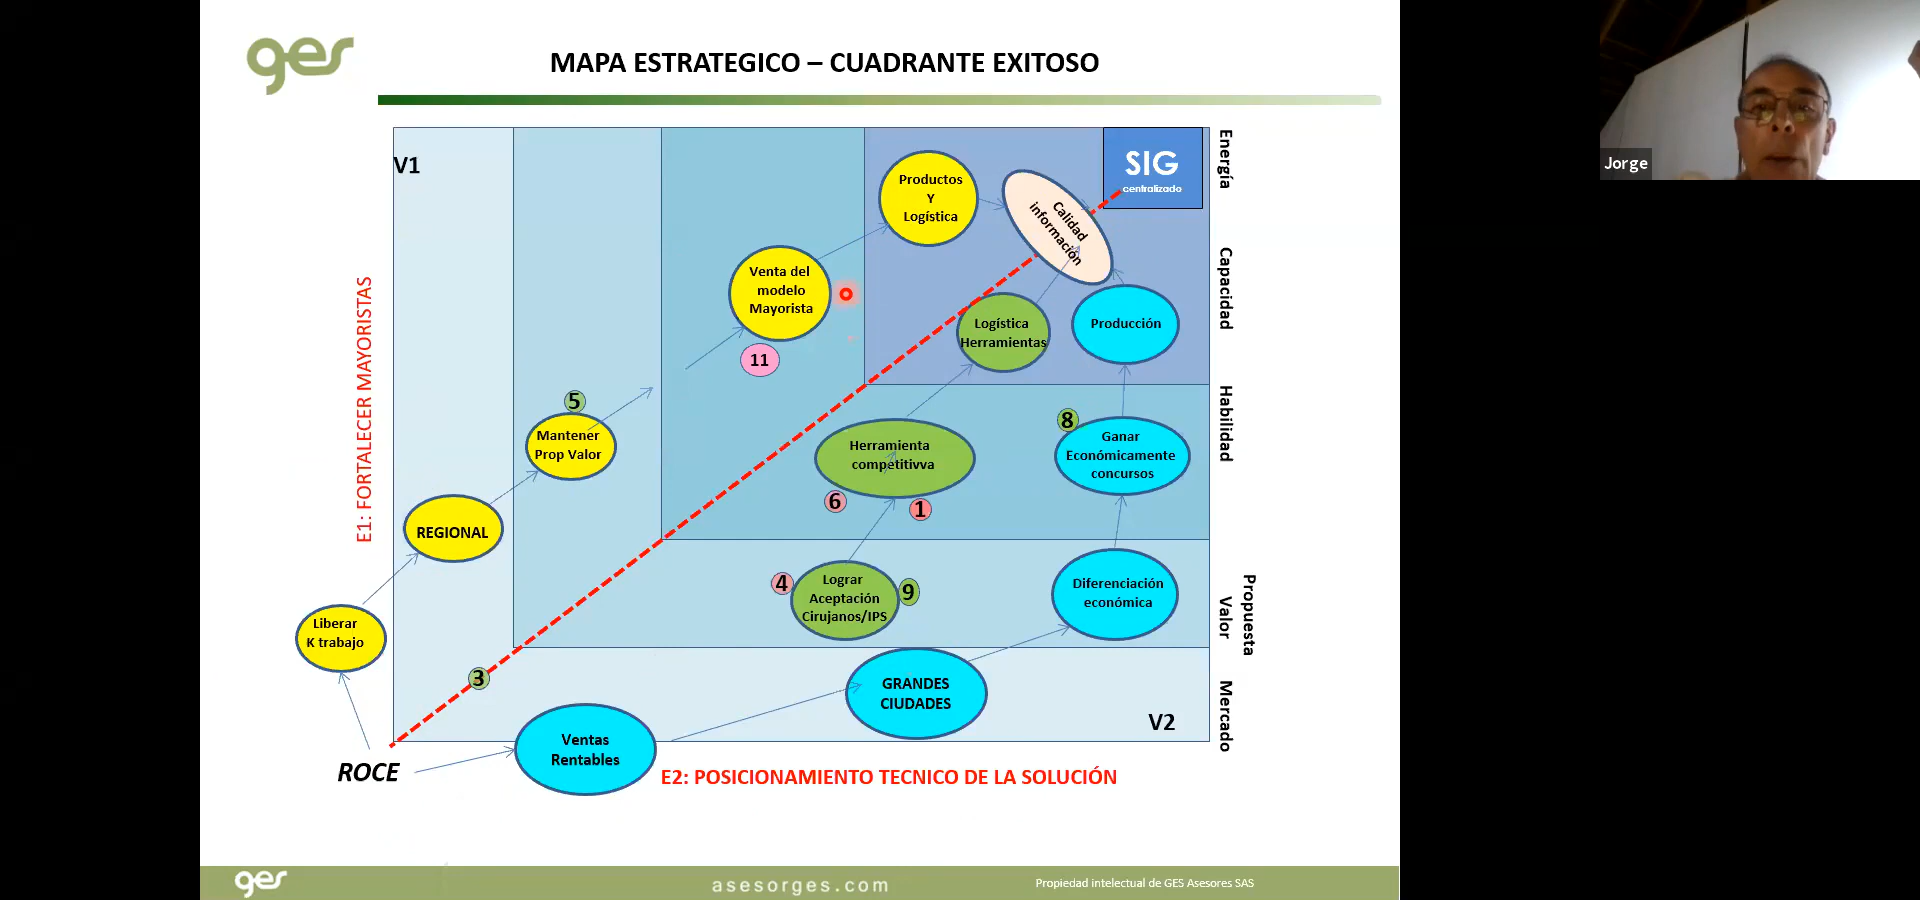 ges
MAPA ESTRATEGICO – CUADRANTE EXITOSO
V1
SIG
centralizado
Energía
Jorge
Productos
Y
Logística
Calidad
información
Venta del
modelo
Mayorista
11
Capacidad
Logística
Herramientas
Producción
E1: FORTALECER MAYORISTAS
5
Mantener
Prop Valor
Herramienta
competitivva
6
1
8
Ganar
Económicamente
concursos
Habilidad
REGIONAL
4
Lograr
Aceptación
Cirujanos/IPS
9
Diferenciación
económica
Propuesta
Valor
Liberar
K trabajo
3
GRANDES
CIUDADES
V2
Mercado
Ventas
Rentables
ROCE
E2: POSICIONAMIENTO TECNICO DE LA SOLUCIÓN
ges
asesorges.com
Propiedad intelectual de GES Asesores SAS